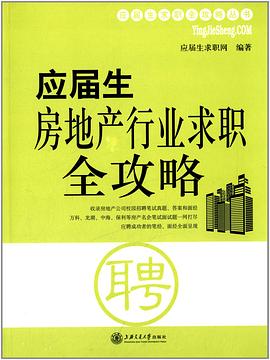 应届生求职全攻略丛书
YingJieSheng.COM
应届生求职网 编著
应届生
房地产行业求职
全攻略
收录房地产公司校园招聘笔试真题、答案和面经
万科、龙湖、中海、保利等房产名企笔试面试题一网打尽
应聘成功者的笔经、面经全面呈现
聘
上海交通大学出版社